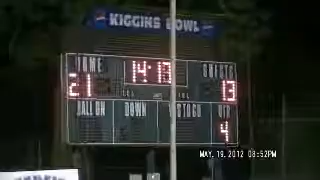 KIGGINS BOWL
HOME 14:13 GUESTS
21 13
BALL ON DOWN TO GO QTR
4
MAY. 19. 2012 08:52PM